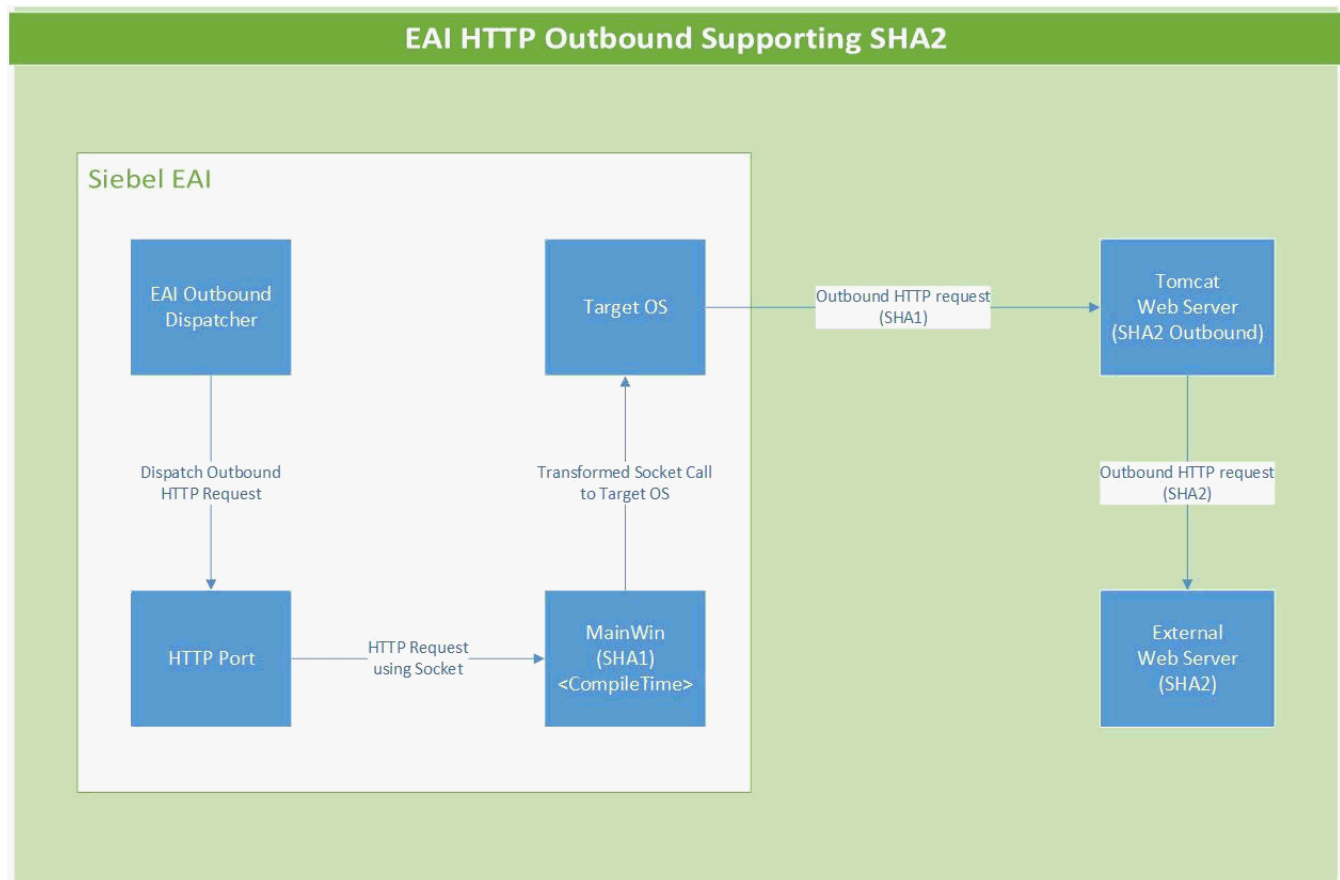 EAI HTTP Outbound Supporting SHA2
Siebel EAI
EAI Outbound
Dispatcher
Target OS
Outbound HTTP request
(SHA1)
Tomcat
Web Server
(SHA2 Outbound)
Dispatch Outbound
HTTP Request
Transformed Socket Call
to Target OS
Outbound HTTP request
(SHA2)
HTTP Port
HTTP Request
using Socket
MainWin
(SHA1)
<CompileTime>
External
Web Server
(SHA2)